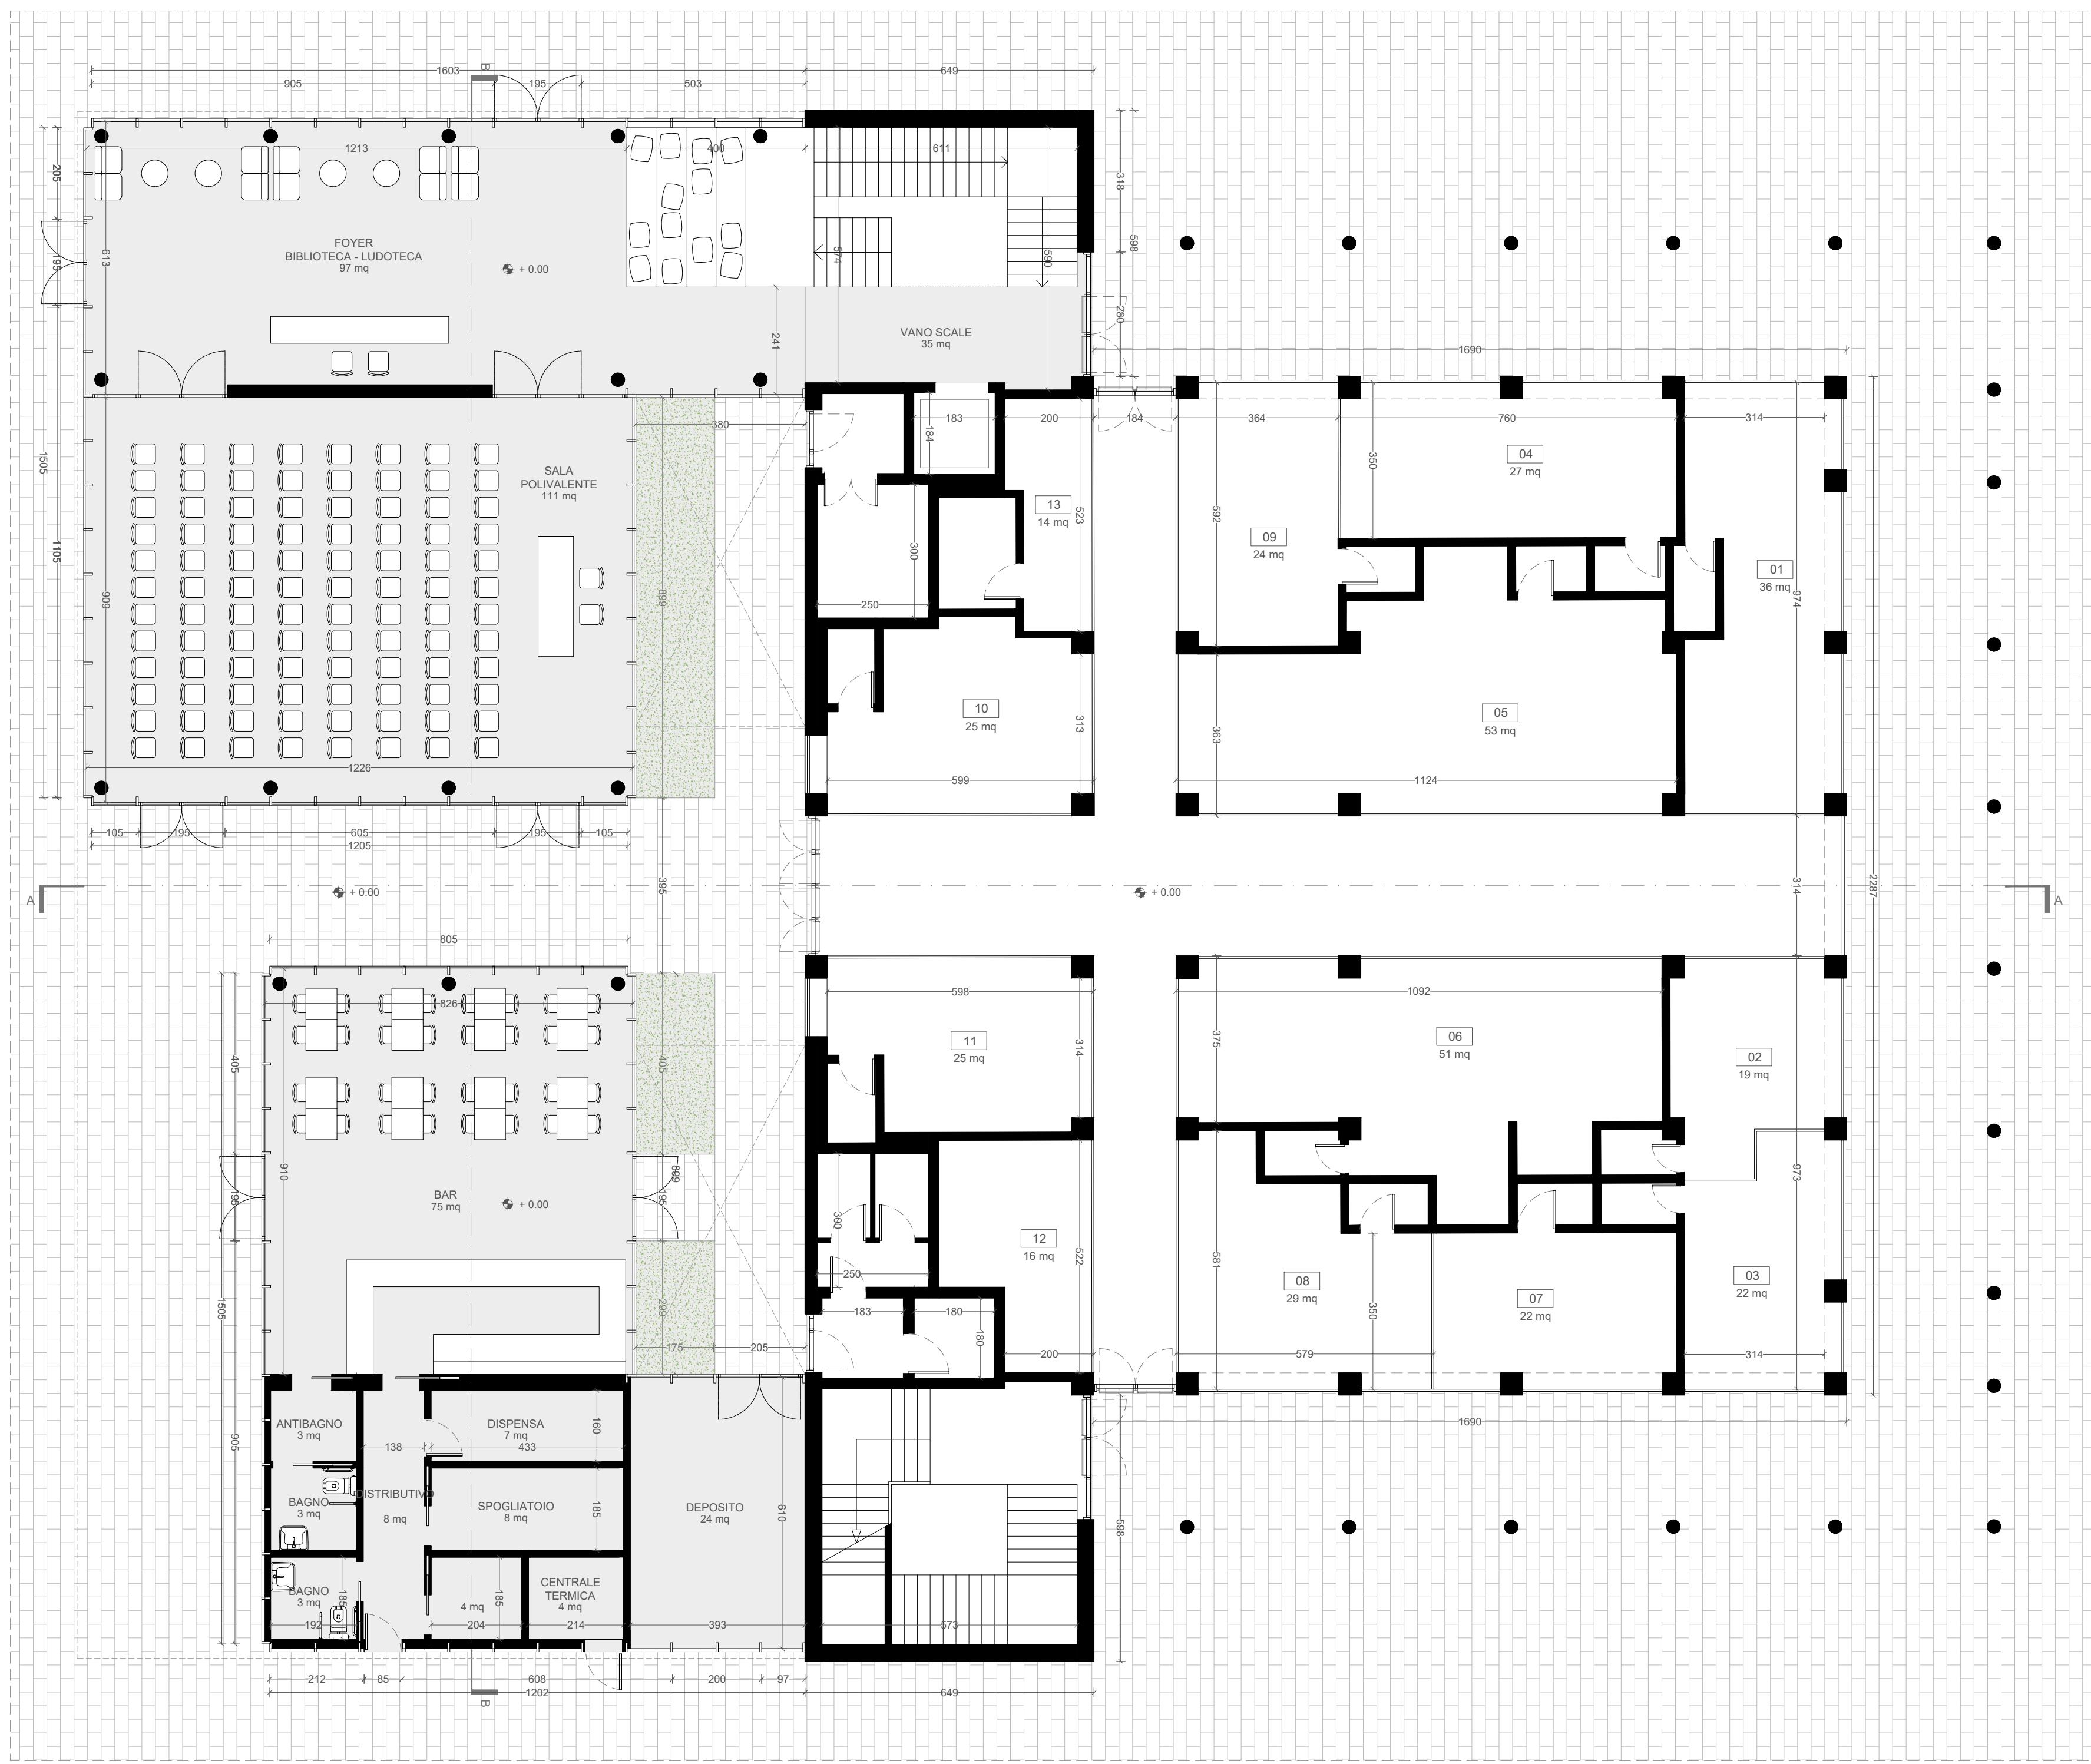 B
1603
649
905
195
503
1213
400
611
205
613
195
318
598
280
574
590
FOYER
BIBLIOTECA - LUDOTECA
97 mq
+ 0.00
VANO SCALE
35 mq
241
1690
380
183
200
184
364
760
314
184
350
04
27 mq
SALA
POLIVALENTE
111 mq
1505
1105
909
899
13
14 mq
523
592
09
24 mq
300
250
01
36 mq
974
10
25 mq
313
363
05
53 mq
1226
599
1124
105
195
605
195
105
1205
A
+ 0.00
395
+ 0.00
314
2287
A
805
826
598
1092
11
25 mq
314
375
06
51 mq
02
19 mq
405
405
910
899
973
BAR
75 mq
+ 0.00
195
195
300
12
16 mq
522
581
250
08
29 mq
07
22 mq
03
22 mq
1505
299
183
180
180
350
175
205
200
579
314
ANTIBAGNO
3 mq
DISPENSA
7 mq
160
138
433
1690
598
905
BAGNO
3 mq
DISTRIBUTIVO
8 mq
SPOGLIATOIO
8 mq
185
DEPOSITO
24 mq
610
BAGNO
3 mq
185
185
4 mq
CENTRALE
TERMICA
4 mq
192
204
214
393
573
212
85
608
200
97
1202
649
B